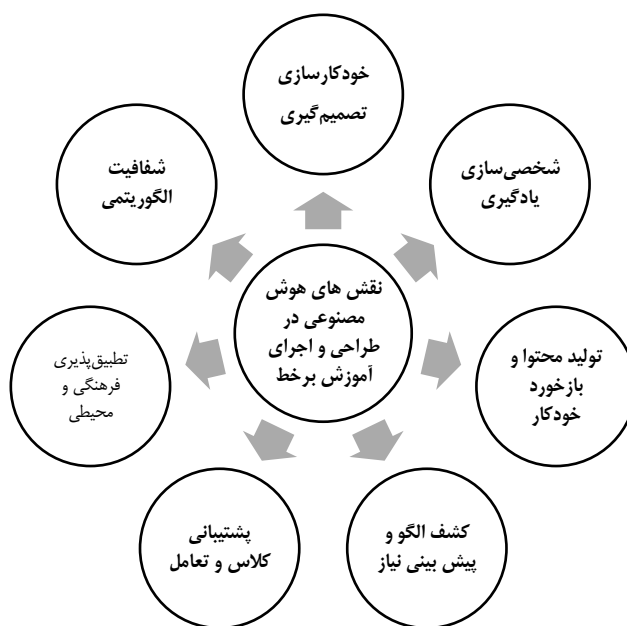 خودکارسازی
تصمیم‌گیری
شخصی‌سازی
یادگیری
تولید محتوا و
بازخورد
خودکار
کشف الگو و
پیش بینی نیاز
پشتیبانی
کلاس و تعامل
تطبیق‌پذیری
فرهنگی و
محیطی
شفافیت
الگوریتمی
نقش های هوش
مصنوعی در
طراحی و اجرای
آموزش برخط